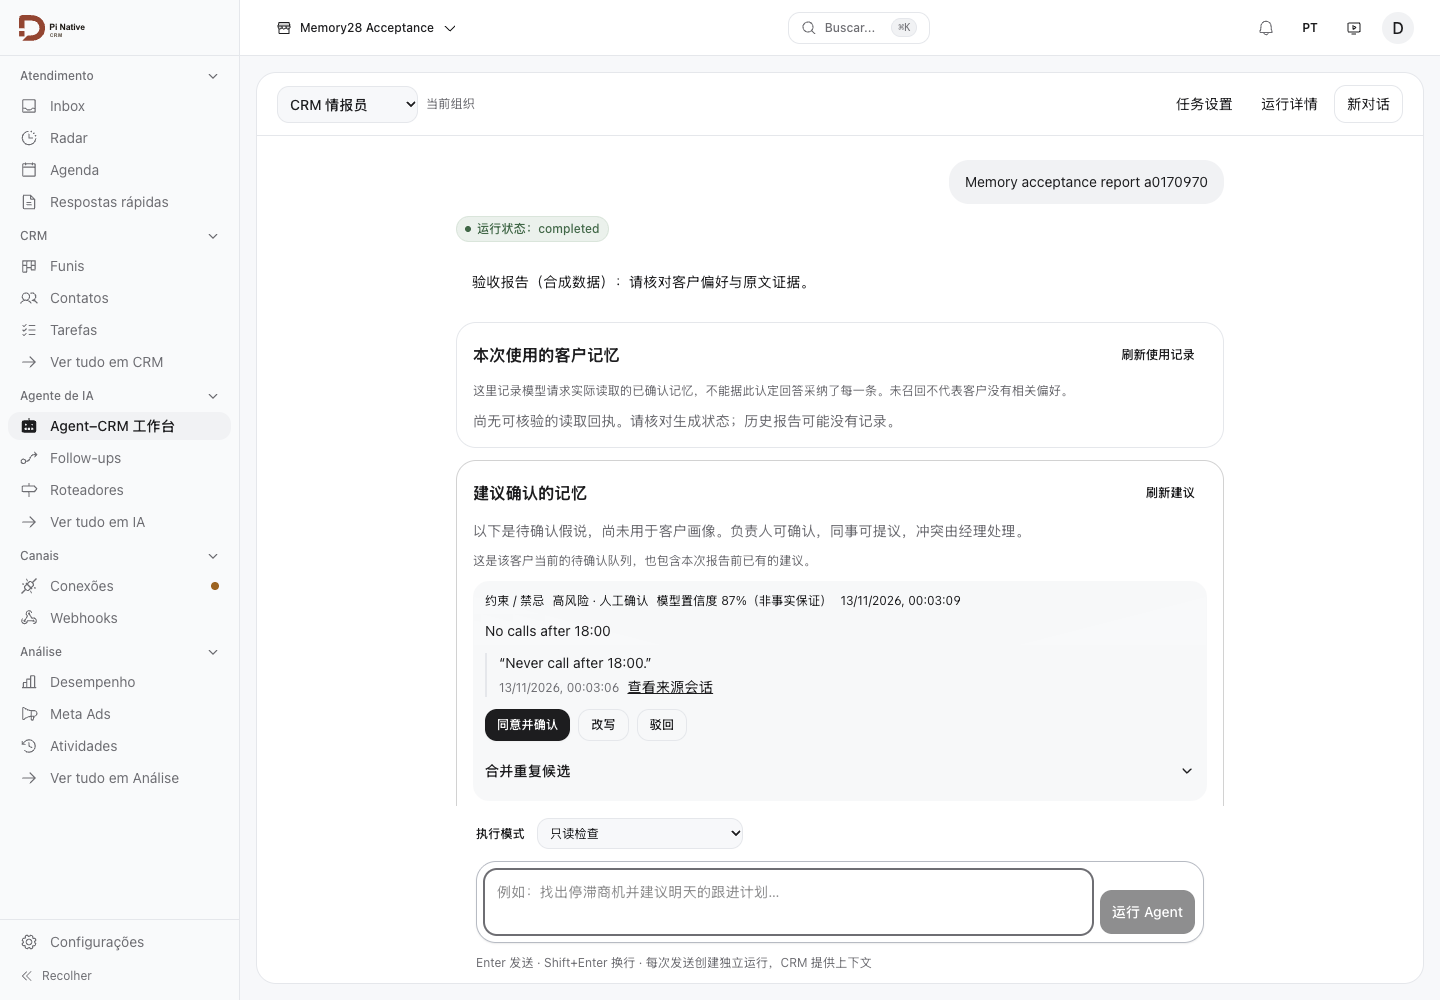 Pi Native
CRM
Memory28 Acceptance
Buscar...
⌘K
PT
D
Atendimento
Inbox
Radar
Agenda
Respostas rápidas
CRM
Funis
Contatos
Tarefas
Ver tudo em CRM
Agente de IA
Agent–CRM 工作台
Follow-ups
Roteadores
Ver tudo em IA
Canais
Conexões
Webhooks
Análise
Desempenho
Meta Ads
Atividades
Ver tudo em Análise
Configurações
Recolher
CRM 情报员
当前组织
任务设置
运行详情
新对话
Memory acceptance report a0170970
运行状态：completed
验收报告（合成数据）：请核对客户偏好与原文证据。
本次使用的客户记忆
刷新使用记录
这里记录模型请求实际读取的已确认记忆，不能据此认定回答采纳了每一条。未召回不代表客户没有相关偏好。
尚无可核验的读取回执。请核对生成状态；历史报告可能没有记录。
建议确认的记忆
刷新建议
以下是待确认假说，尚未用于客户画像。负责人可确认，同事可提议，冲突由经理处理。
这是该客户当前的待确认队列，也包含本次报告前已有的建议。
约束 / 禁忌 高风险 · 人工确认 模型置信度 87%（非事实保证） 13/11/2026, 00:03:09
No calls after 18:00
“Never call after 18:00.”
13/11/2026, 00:03:06 查看来源会话
同意并确认
改写
驳回
合并重复候选
执行模式
只读检查
例如：找出停滞商机并建议明天的跟进计划...
运行 Agent
Enter 发送 · Shift+Enter 换行 · 每次发送创建独立运行，CRM 提供上下文